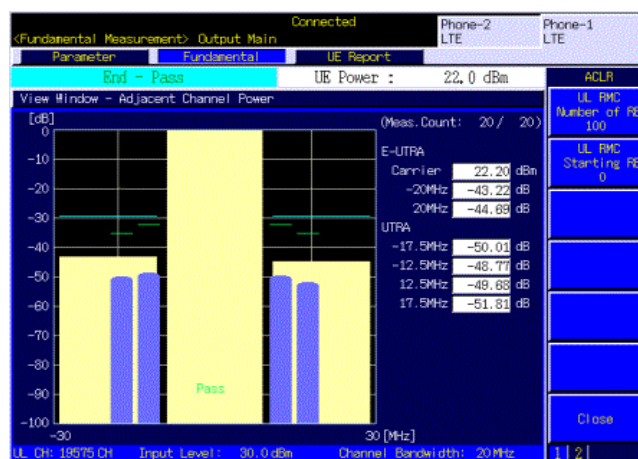 Connected
Phone-2
LTE
Phone-1
LTE
<Fundamental Measurement> Output Main
Parameter
Fundamental
UE Report
End - Pass
UE Power :
22.0 dBm
ACLR
View Window - Adjacent Channel Power
UL RMC
Number of RB
100
UL RMC
Starting RB
0
[dB]
0
-10
-20
-30
-40
-50
-60
-70
-80
-90
-100
-30
30 [MHz]
Pass
(Meas.Count: 20 / 20)
E-UTRA
Carrier 22.20 dBm
-20MHz -43.22 dB
20MHz -44.69 dB
UTRA
-17.5MHz -50.01 dB
-12.5MHz -48.77 dB
12.5MHz -49.68 dB
17.5MHz -51.81 dB
Close
UL CH: 19575 CH Input Level: 30.0 dBm Channel Bandwidth: 20 MHz
1 2